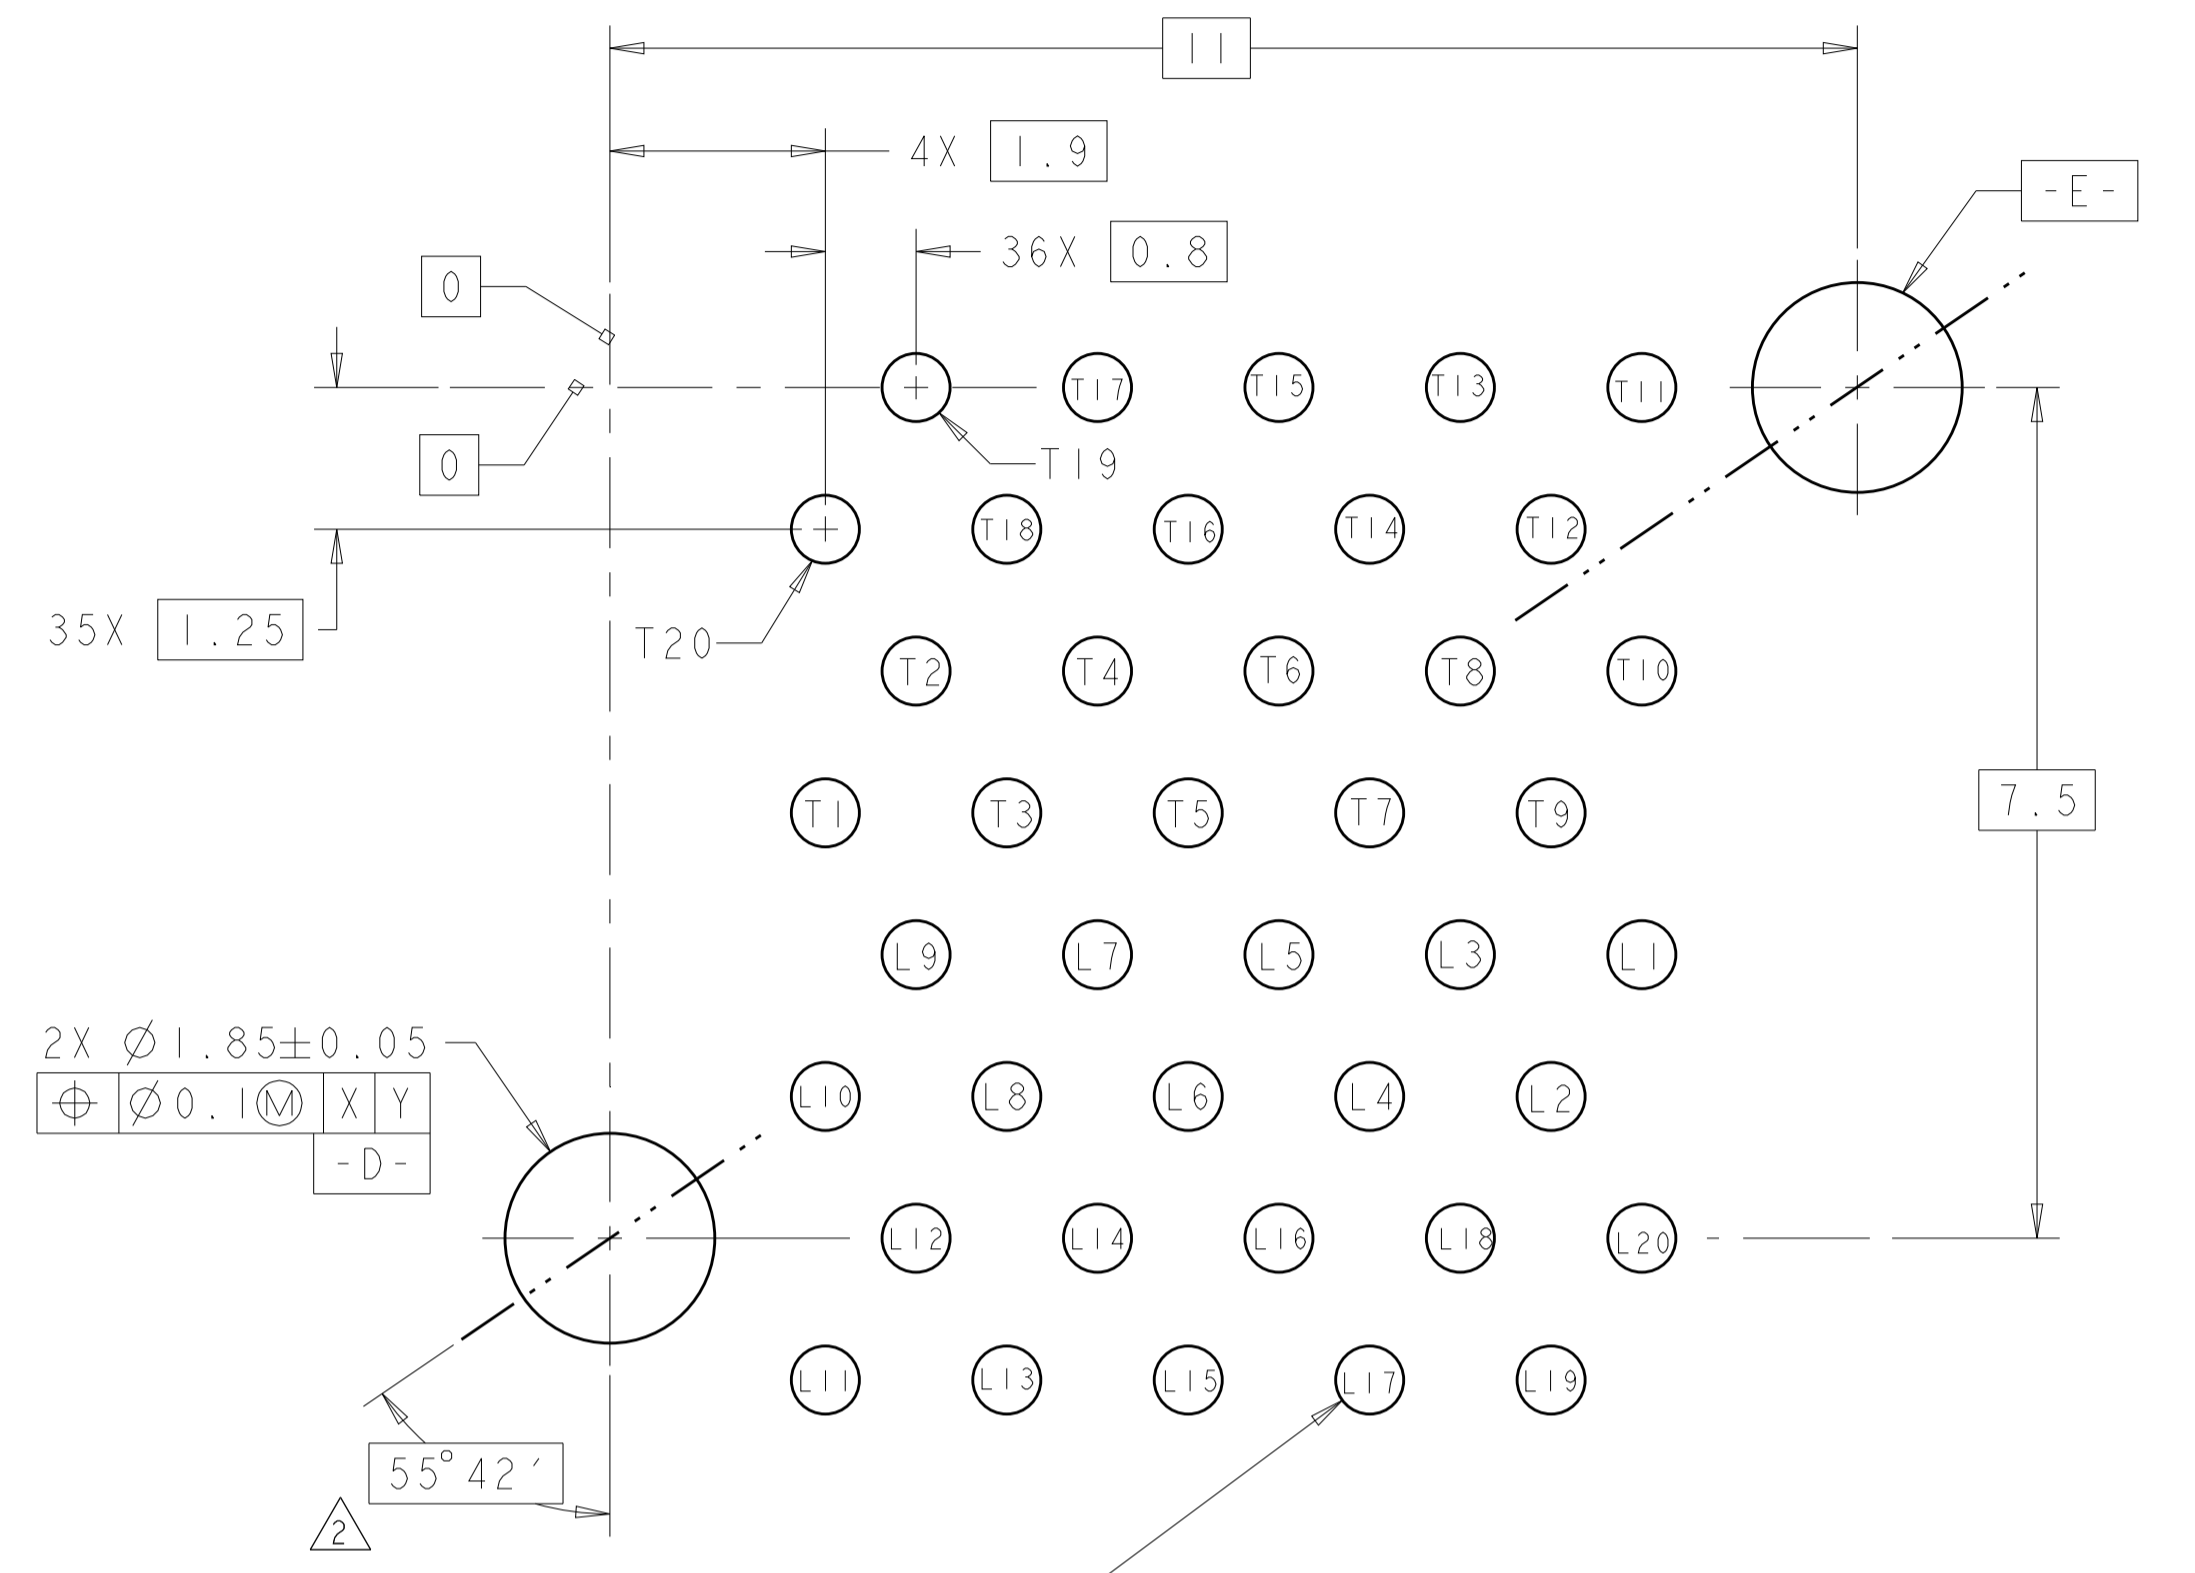 11
4X 1.9
-E-
36X 0.8
0
T17 T15 T13 T11
0
T19
T18 T16 T14 T12
35X 1.25
T20
T2 T4 T6 T8 T10
7.5
T1 T3 T5 T7 T9
L9 L7 L5 L3 L1
2X Ø1.85±0.05
⌖ Ø0.1Ⓜ X Y
-D-
L10 L8 L6 L4 L2
L12 L14 L16 L18 L20
L11 L13 L15 L17 L19
55°42′
2